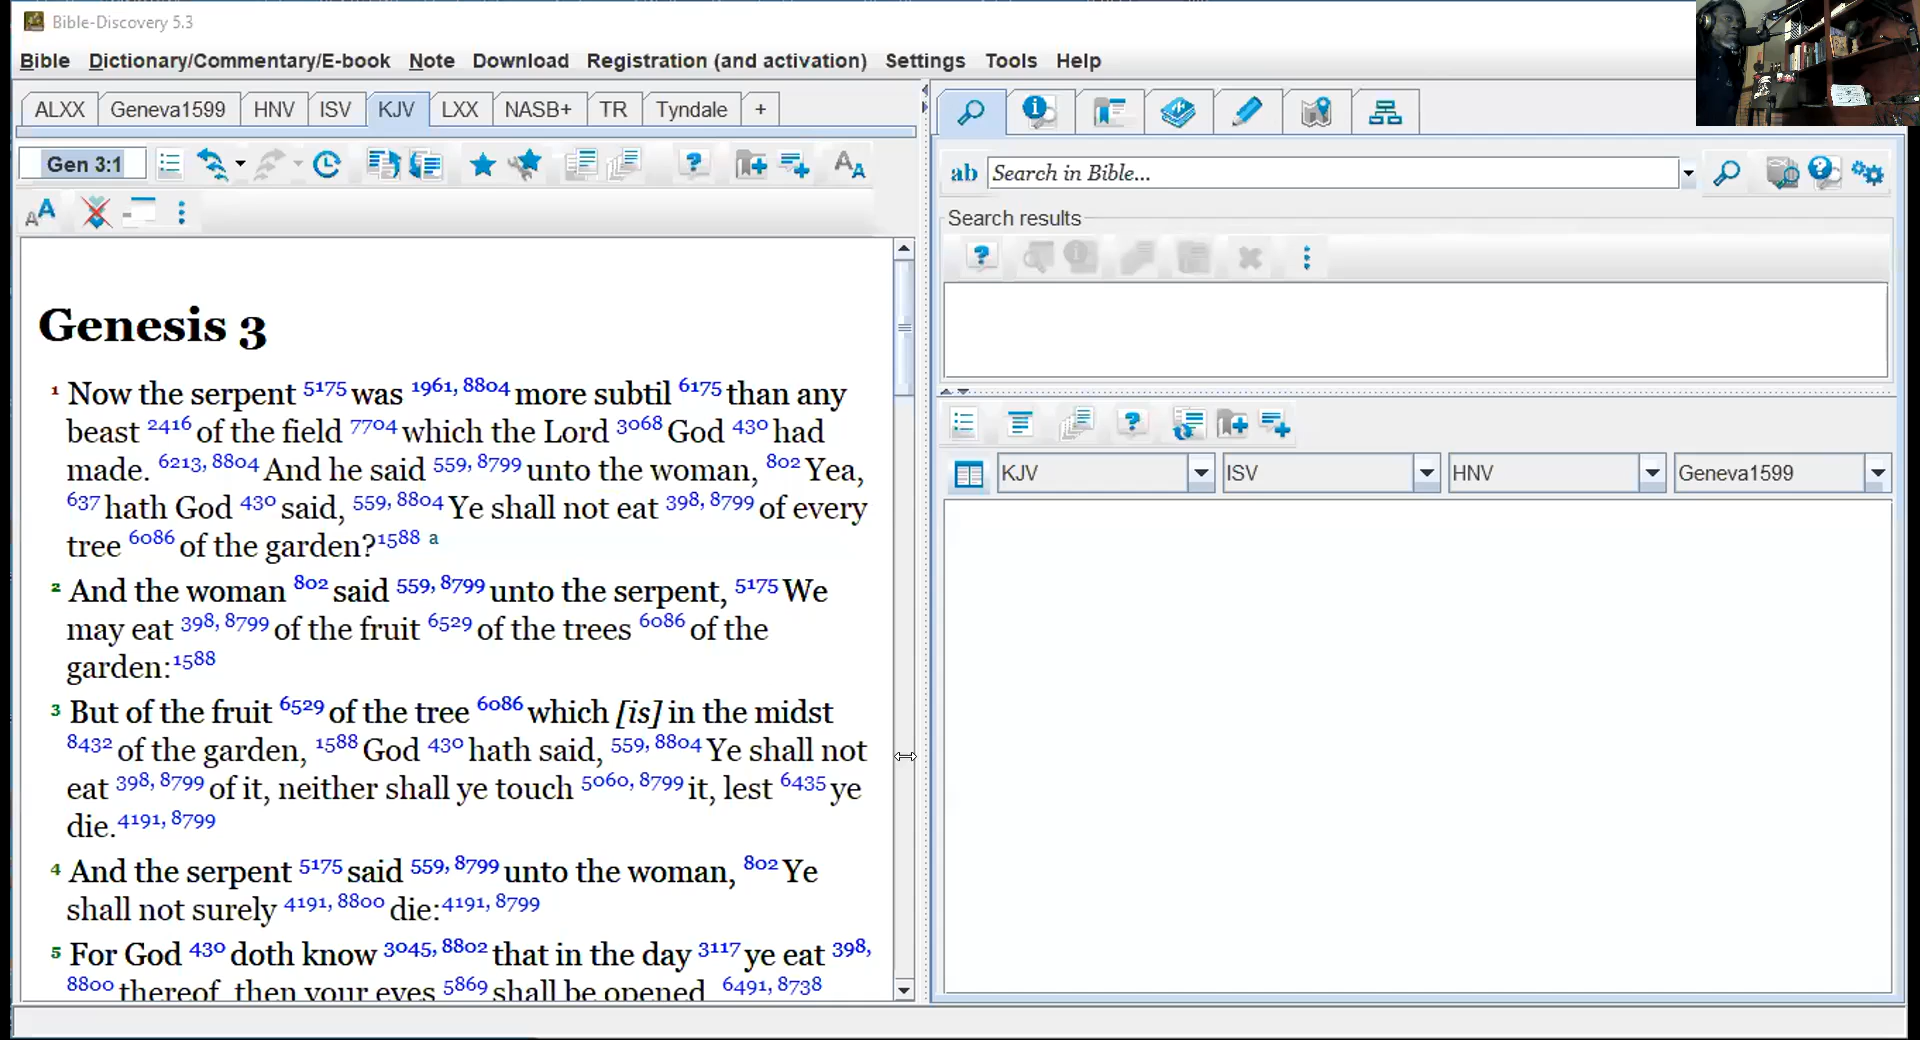 Bible-Discovery 5.3
Bible Dictionary/Commentary/E-book Note Download Registration (and activation) Settings Tools Help
ALXX Geneva1599 HNV ISV KJV LXX NASB+ TR Tyndale +
Gen 3:1
ab Search in Bible...
Search results
KJV ISV HNV Geneva1599
Genesis 3
1 Now the serpent 5175 was 1961, 8804 more subtil 6175 than any
beast 2416 of the field 7704 which the Lord 3068 God 430 had
made. 6213, 8804 And he said 559, 8799 unto the woman, 802 Yea,
637 hath God 430 said, 559, 8804 Ye shall not eat 398, 8799 of every
tree 6086 of the garden?1588 a
2 And the woman 802 said 559, 8799 unto the serpent, 5175 We
may eat 398, 8799 of the fruit 6529 of the trees 6086 of the
garden:1588
3 But of the fruit 6529 of the tree 6086 which [is] in the midst
8432 of the garden, 1588 God 430 hath said, 559, 8804 Ye shall not
eat 398, 8799 of it, neither shall ye touch 5060, 8799 it, lest 6435 ye
die.4191, 8799
4 And the serpent 5175 said 559, 8799 unto the woman, 802 Ye
shall not surely 4191, 8800 die:4191, 8799
5 For God 430 doth know 3045, 8802 that in the day 3117 ye eat 398,
8800 thereof, then your eyes 5869 shall be opened, 6491, 8738